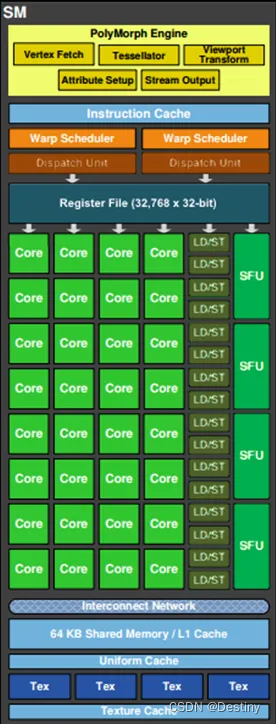 SM
PolyMorph Engine
Vertex Fetch Tessellator Viewport Transform
Attribute Setup Stream Output
Instruction Cache
Warp Scheduler Warp Scheduler
Dispatch Unit Dispatch Unit
Register File (32,768 x 32-bit)
Core Core Core Core LD/ST LD/ST SFU
Core Core Core Core LD/ST LD/ST
Core Core Core Core LD/ST LD/ST SFU
Core Core Core Core LD/ST LD/ST
Core Core Core Core LD/ST LD/ST SFU
Core Core Core Core LD/ST LD/ST
Core Core Core Core LD/ST LD/ST SFU
Core Core Core Core LD/ST LD/ST
Interconnect Network
64 KB Shared Memory / L1 Cache
Uniform Cache
Tex Tex Tex Tex
Texture Cache
CSDN @Destiny